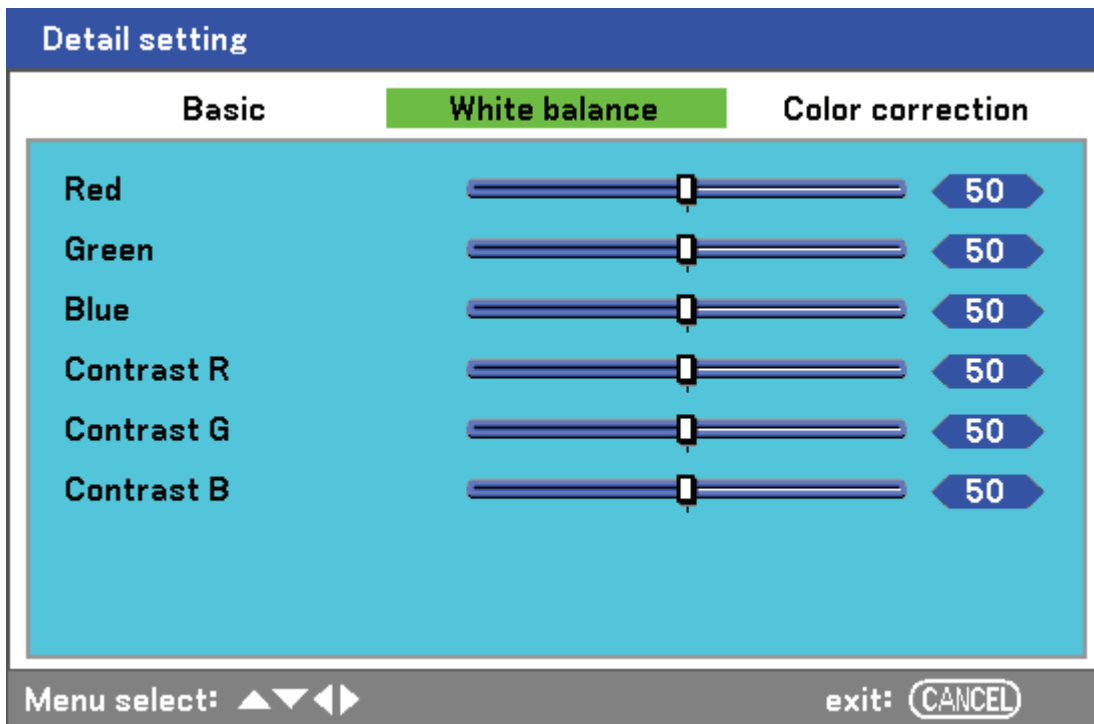 Detail setting
Basic White balance Color correction
Red 50
Green 50
Blue 50
Contrast R 50
Contrast G 50
Contrast B 50
Menu select: ▲▼◀▶ exit: CANCEL